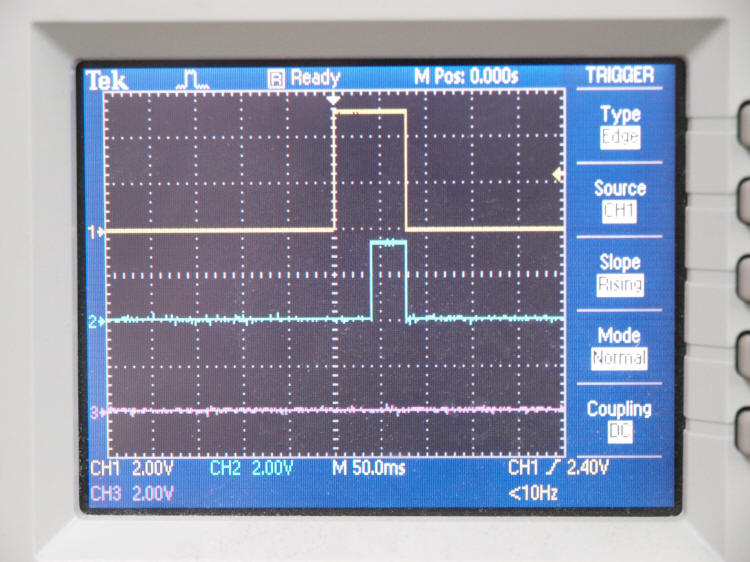 Tek R Ready M Pos: 0.000s TRIGGER
Type
Edge
Source
CH1
Slope
Rising
Mode
Normal
Coupling
DC
1
2
3
CH1 2.00V CH2 2.00V M 50.0ms CH1 2.40V
CH3 2.00V <10Hz